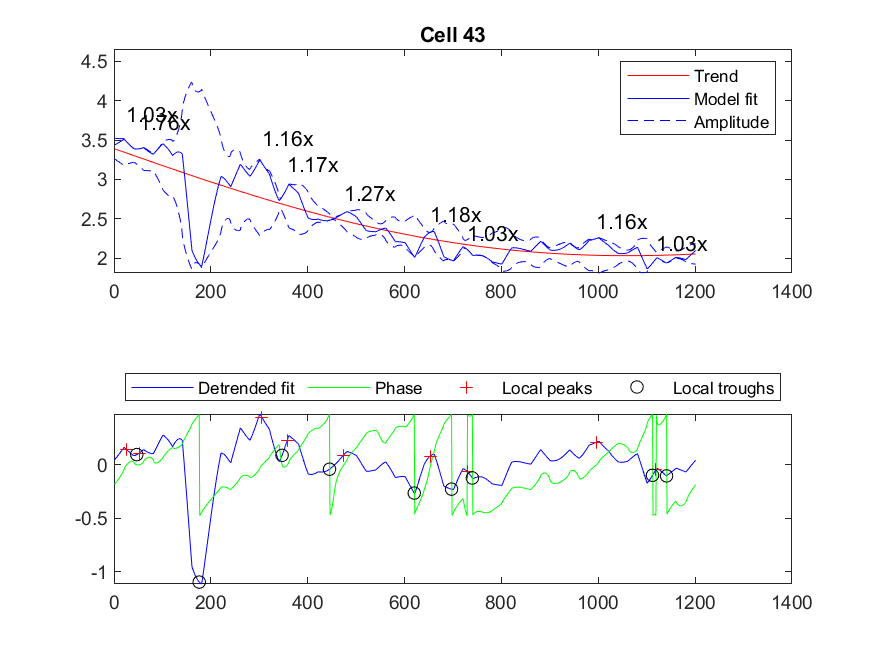 Cell 43
4.5
4
3.5
3
2.5
2
1.03x
1.76x
1.16x
1.17x
1.27x
1.18x
1.03x
1.16x
1.03x
Trend
Model fit
Amplitude
0 200 400 600 800 1000 1200 1400
Detrended fit Phase Local peaks Local troughs
0
-0.5
-1
0 200 400 600 800 1000 1200 1400